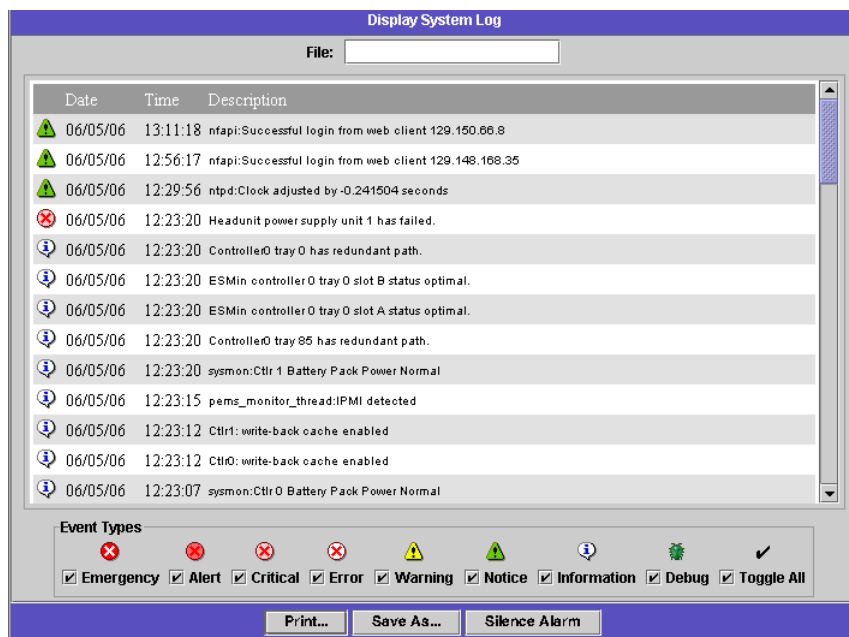 Display System Log
File:
Date Time Description
06/05/06 13:11:18 nfapi:Successful login from web client 129.150.66.8
06/05/06 12:56:17 nfapi:Successful login from web client 129.148.168.35
06/05/06 12:29:56 ntpd:Clock adjusted by -0.241504 seconds
06/05/06 12:23:20 Headunit power supply unit 1 has failed.
06/05/06 12:23:20 Controller0 tray 0 has redundant path.
06/05/06 12:23:20 ESMin controller 0 tray 0 slot B status optimal.
06/05/06 12:23:20 ESMin controller 0 tray 0 slot A status optimal.
06/05/06 12:23:20 Controller0 tray 85 has redundant path.
06/05/06 12:23:20 sysmon:Ctlr 1 Battery Pack Power Normal
06/05/06 12:23:15 pems_monitor_thread:IPMI detected
06/05/06 12:23:12 Ctlr1: write-back cache enabled
06/05/06 12:23:12 Ctlr0: write-back cache enabled
06/05/06 12:23:07 sysmon:Ctlr 0 Battery Pack Power Normal
Event Types
Emergency Alert Critical Error Warning Notice Information Debug Toggle All
Print... Save As... Silence Alarm